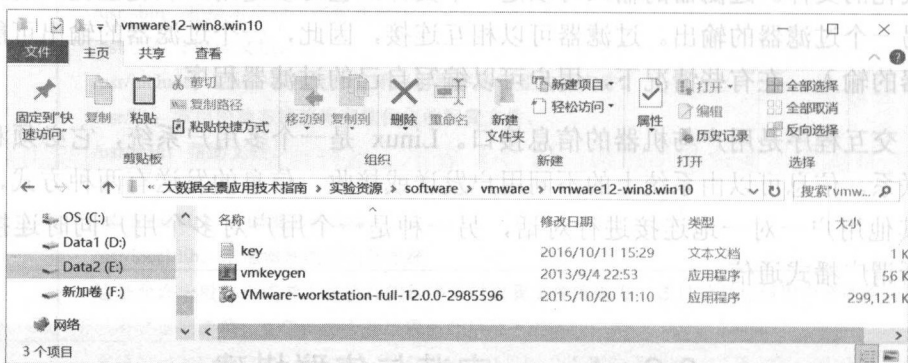 vmware12-win8.win10
文件 主页 共享 查看
固定到"快速访问" 复制 粘贴 剪切 复制路径 粘贴快捷方式
移动到 复制到 删除 重命名 新建文件夹
新建项目 轻松访问 属性 打开 编辑 历史记录
全部选择 全部取消 反向选择
剪贴板 组织 新建 打开 选择
大数据全景应用技术指南 › 实验资源 › software › vmware › vmware12-win8.win10 搜索"vmw...
OS (C:)
Data1 (D:)
Data2 (E:)
新加卷 (F:)
网络
名称 修改日期 类型 大小
key 2016/10/11 15:29 文本文档 1 K
vmkeygen 2013/9/4 22:53 应用程序 56 K
VMware-workstation-full-12.0.0-2985596 2015/10/20 11:10 应用程序 299,121 K
3 个项目